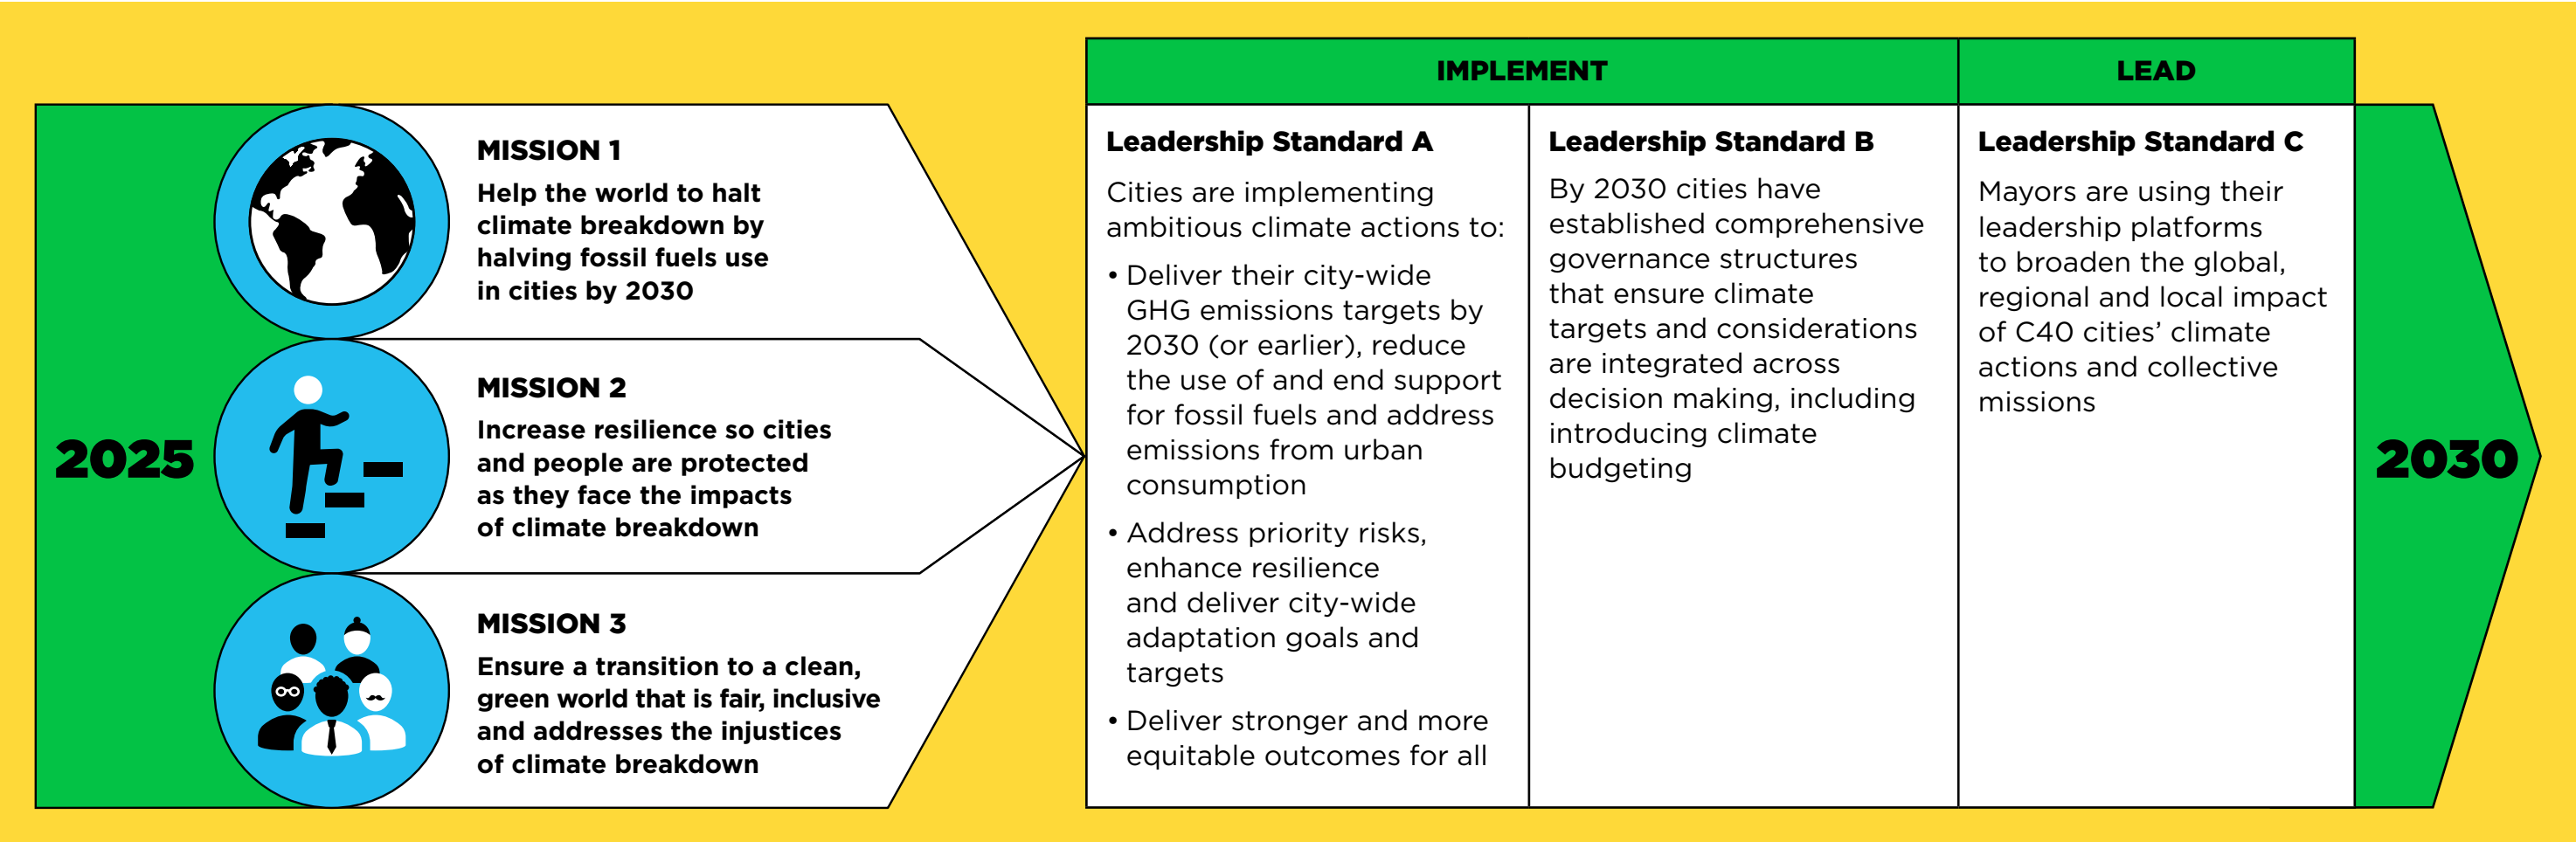 2025
MISSION 1
Help the world to halt
climate breakdown by
halving fossil fuels use
in cities by 2030
MISSION 2
Increase resilience so cities
and people are protected
as they face the impacts
of climate breakdown
MISSION 3
Ensure a transition to a clean,
green world that is fair, inclusive
and addresses the injustices
of climate breakdown
IMPLEMENT
Leadership Standard A
Cities are implementing
ambitious climate actions to:
• Deliver their city-wide
GHG emissions targets by
2030 (or earlier), reduce
the use of and end support
for fossil fuels and address
emissions from urban
consumption
• Address priority risks,
enhance resilience
and deliver city-wide
adaptation goals and
targets
• Deliver stronger and more
equitable outcomes for all
Leadership Standard B
By 2030 cities have
established comprehensive
governance structures
that ensure climate
targets and considerations
are integrated across
decision making, including
introducing climate
budgeting
LEAD
Leadership Standard C
Mayors are using their
leadership platforms
to broaden the global,
regional and local impact
of C40 cities’ climate
actions and collective
missions
2030